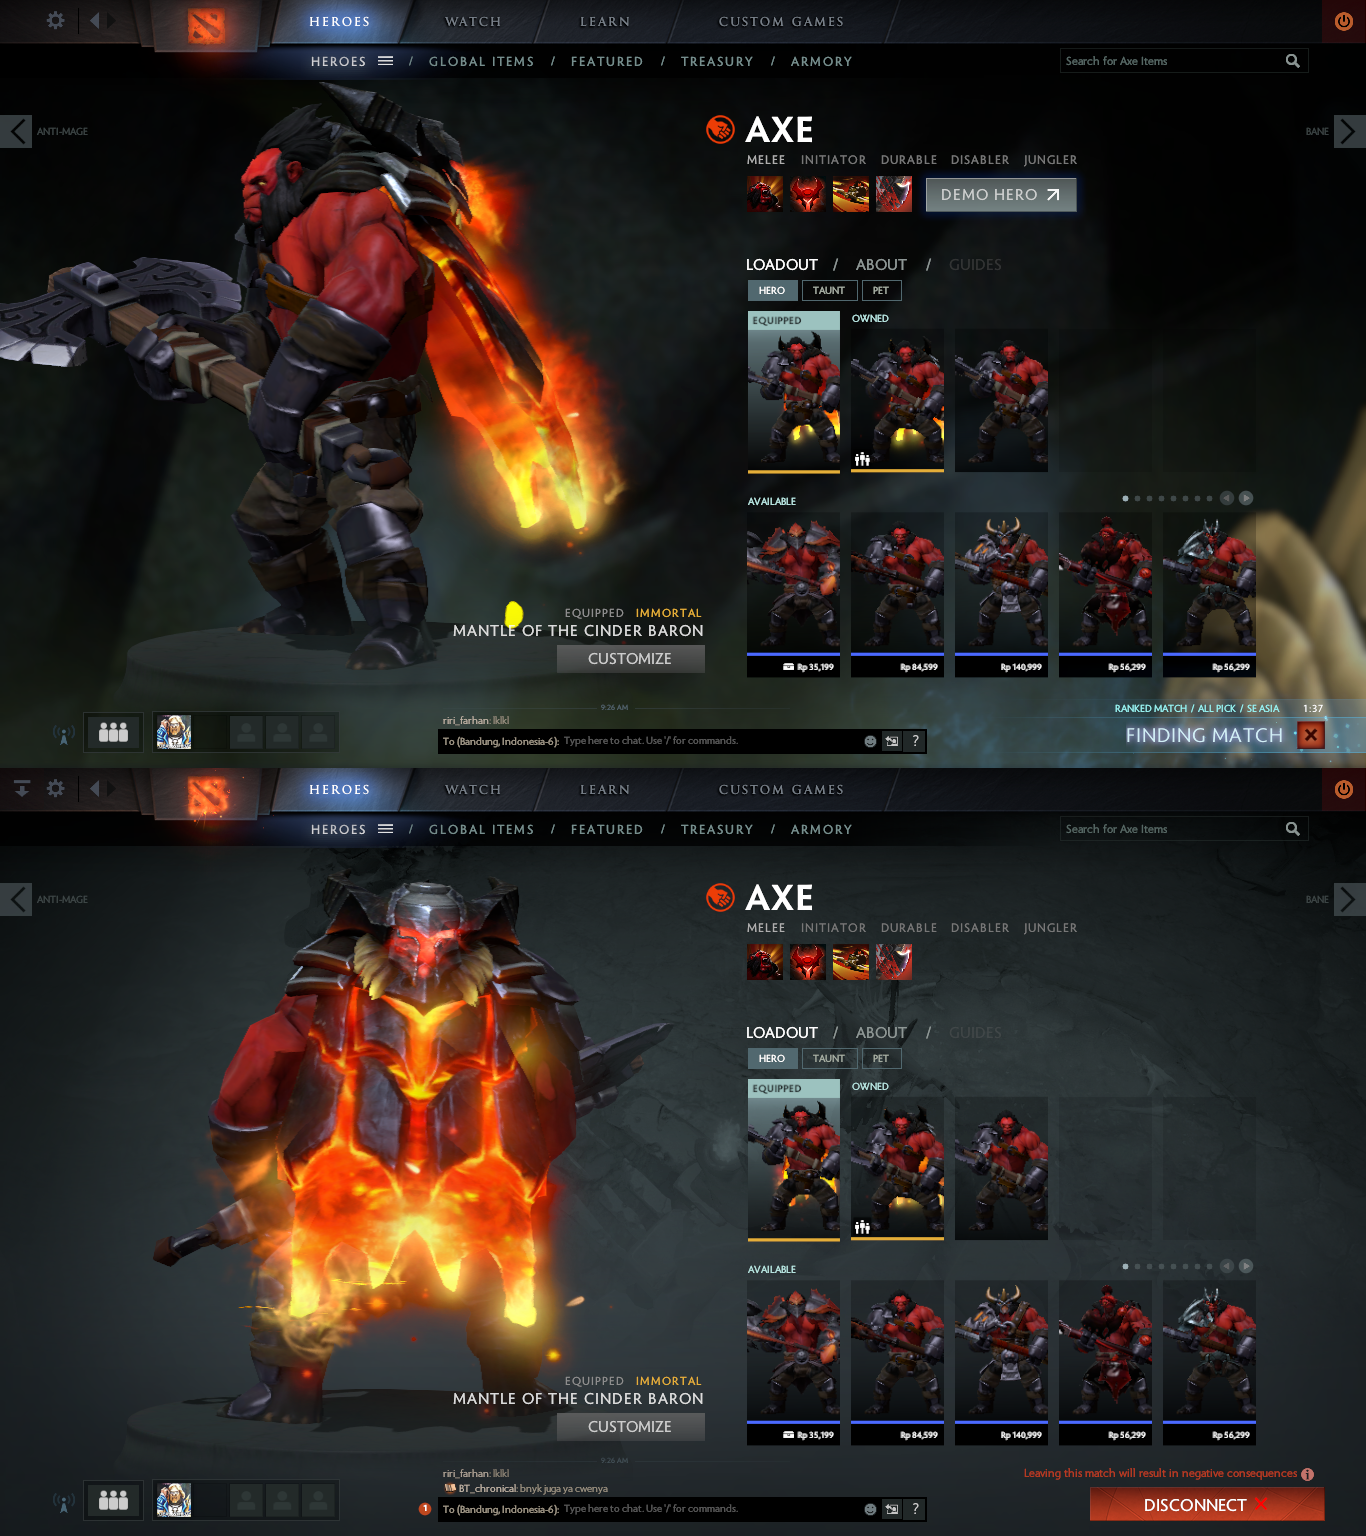 HEROES WATCH LEARN CUSTOM GAMES
HEROES / GLOBAL ITEMS / FEATURED / TREASURY / ARMORY
Search for Axe Items
ANTI-MAGE
BANE
AXE
MELEE INITIATOR DURABLE DISABLER JUNGLER
DEMO HERO
LOADOUT / ABOUT / GUIDES
HERO TAUNT PET
EQUIPPED
OWNED
AVAILABLE
Rp 35,199 Rp 84,599 Rp 140,999 Rp 56,299 Rp 56,299
EQUIPPED IMMORTAL
MANTLE OF THE CINDER BARON
CUSTOMIZE
9:26 AM
riri_farhan: lklkl
To (Bandung, Indonesia-6): Type here to chat. Use '/' for commands.
?
RANKED MATCH / ALL PICK / SE ASIA 1:37
FINDING MATCH
HEROES WATCH LEARN CUSTOM GAMES
HEROES / GLOBAL ITEMS / FEATURED / TREASURY / ARMORY
Search for Axe Items
ANTI-MAGE
BANE
AXE
MELEE INITIATOR DURABLE DISABLER JUNGLER
LOADOUT / ABOUT / GUIDES
HERO TAUNT PET
EQUIPPED
OWNED
AVAILABLE
Rp 35,199 Rp 84,599 Rp 140,999 Rp 56,299 Rp 56,299
EQUIPPED IMMORTAL
MANTLE OF THE CINDER BARON
CUSTOMIZE
9:26 AM
riri_farhan: lklkl
BT_chronical: bnyk juga ya cwenya
1
To (Bandung, Indonesia-6): Type here to chat. Use '/' for commands.
?
Leaving this match will result in negative consequences i
DISCONNECT